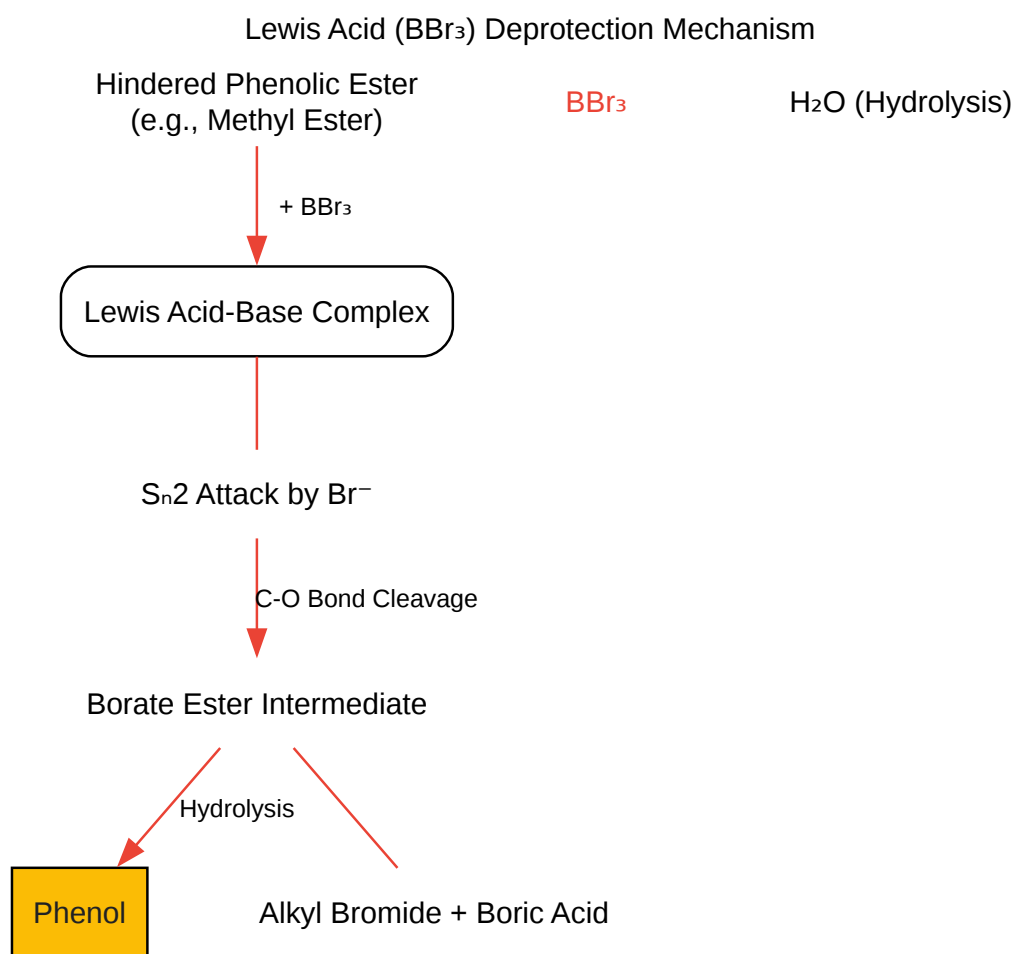 Lewis Acid (BBr₃) Deprotection Mechanism
Hindered Phenolic Ester
(e.g., Methyl Ester)
BBr₃
H₂O (Hydrolysis)
+ BBr₃
Lewis Acid-Base Complex
Sₙ2 Attack by Br⁻
C-O Bond Cleavage
Borate Ester Intermediate
Hydrolysis
Phenol
Alkyl Bromide + Boric Acid